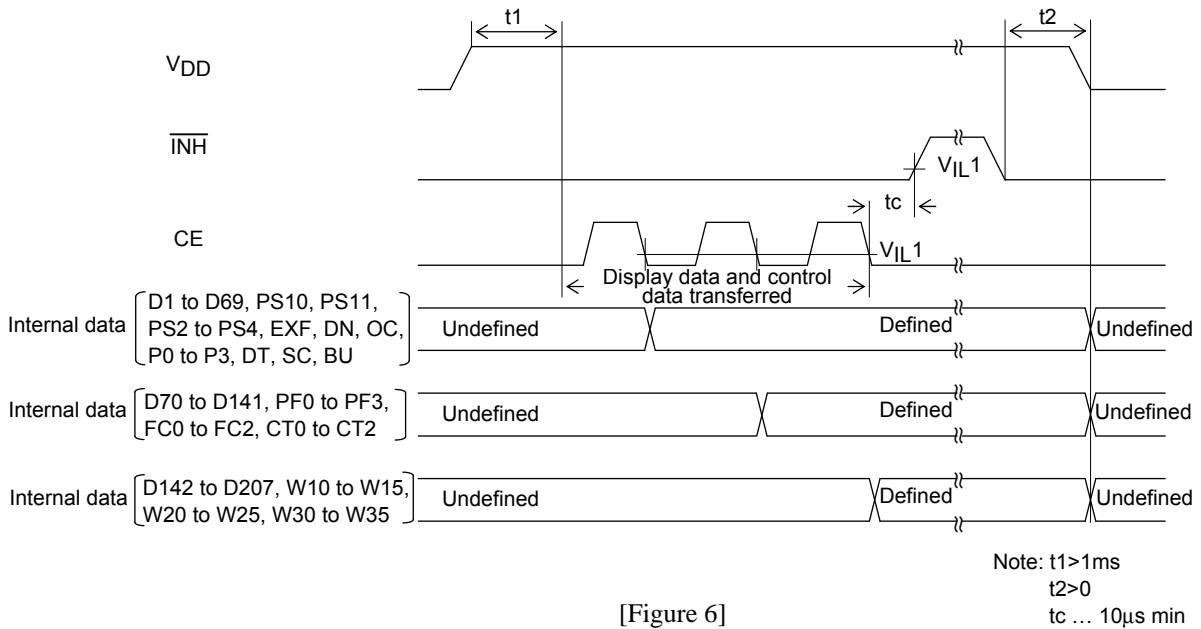 t1
t2
VDD
INH
VIL1
tc
CE
VIL1
Display data and control
data transferred
Internal data
D1 to D69, PS10, PS11,
PS2 to PS4, EXF, DN, OC,
P0 to P3, DT, SC, BU
Undefined
Defined
Undefined
Internal data
D70 to D141, PF0 to PF3,
FC0 to FC2, CT0 to CT2
Undefined
Defined
Undefined
Internal data
D142 to D207, W10 to W15,
W20 to W25, W30 to W35
Undefined
Defined
Undefined
Note: t1>1ms
t2>0
tc … 10μs min
[Figure 6]